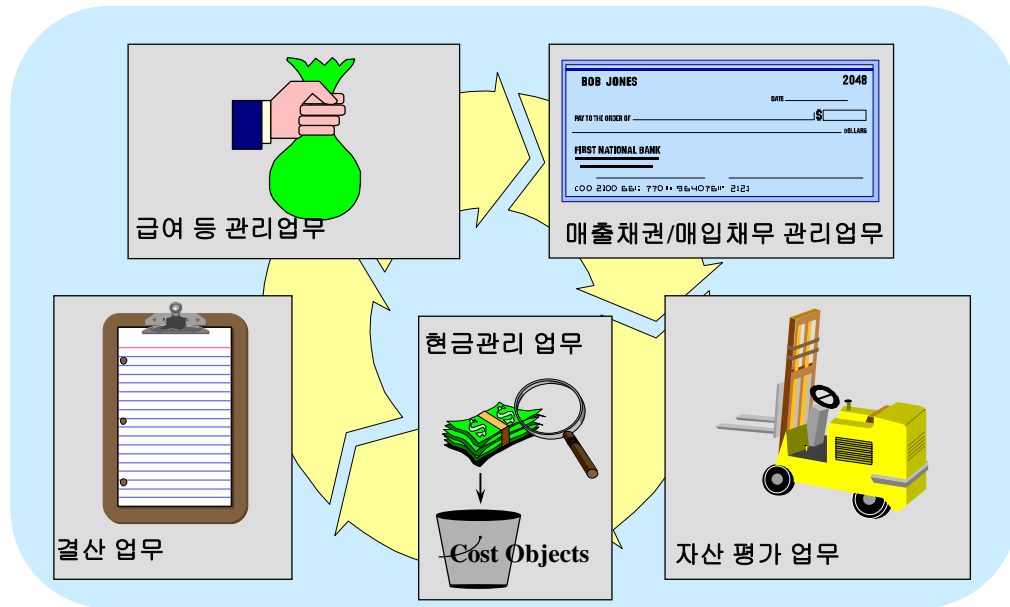 급여 등 관리업무
BOB JONES
2048
DATE
PAY TO THE ORDER OF
$
DOLLARS
FIRST NATIONAL BANK
매출채권/매입채무 관리업무
결산 업무
현금관리 업무
Cost Objects
자산 평가 업무